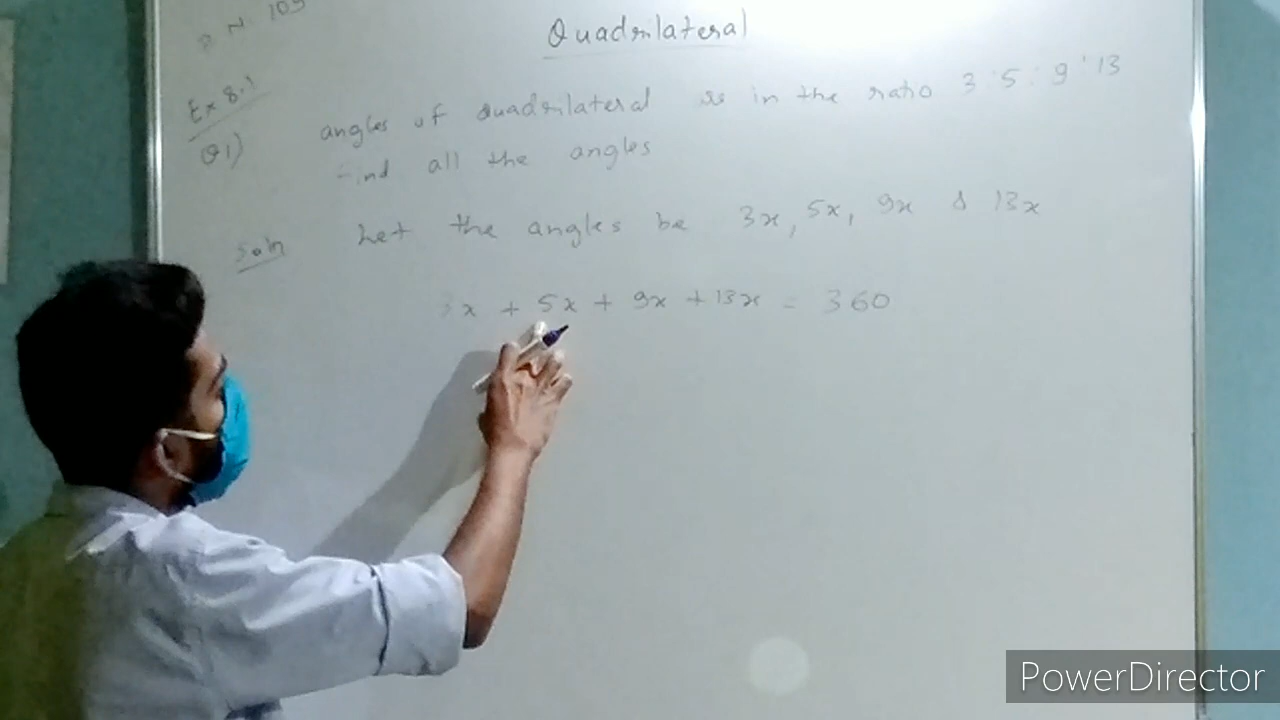 Quadrilateral
P N 109
Ex 8.1
Q1) angles of quadrilateral is in the ratio 3 : 5 : 9 : 13
Find all the angles
Soln Let the angles be 3x, 5x, 9x & 13x
3x + 5x + 9x + 13x = 360
PowerDirector